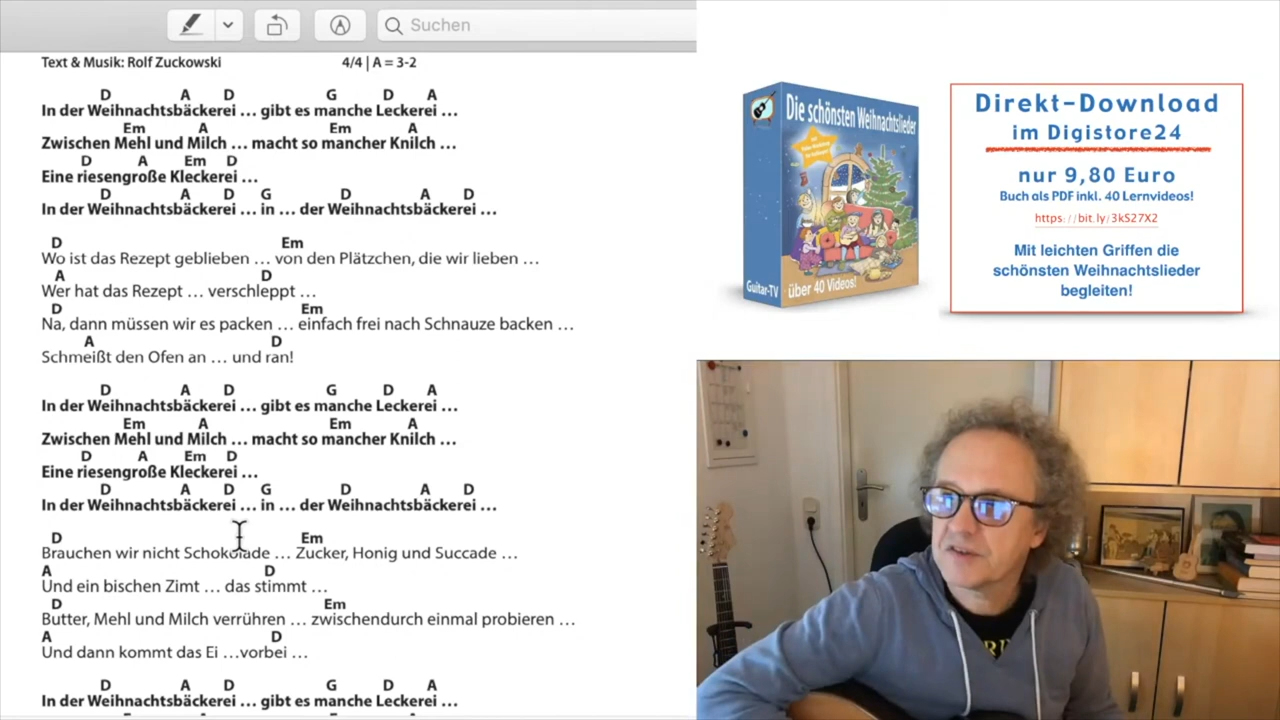 Suchen
Text & Musik: Rolf Zuckowski 4/4 | A = 3-2
D A D G D A
In der Weihnachtsbäckerei … gibt es manche Leckerei …
Em A Em A
Zwischen Mehl und Milch … macht so mancher Knilch …
D A Em D
Eine riesengroße Kleckerei …
D A D G D A D
In der Weihnachtsbäckerei … in … der Weihnachtsbäckerei …
D Em
Wo ist das Rezept geblieben … von den Plätzchen, die wir lieben …
A D
Wer hat das Rezept … verschleppt …
D Em
Na, dann müssen wir es packen … einfach frei nach Schnauze backen …
A D
Schmeißt den Ofen an … und ran!
D A D G D A
In der Weihnachtsbäckerei … gibt es manche Leckerei …
Em A Em A
Zwischen Mehl und Milch … macht so mancher Knilch …
D A Em D
Eine riesengroße Kleckerei …
D A D G D A D
In der Weihnachtsbäckerei … in … der Weihnachtsbäckerei …
D Em
Brauchen wir nicht Schokolade … Zucker, Honig und Succade …
A D
Und ein bischen Zimt … das stimmt …
D Em
Butter, Mehl und Milch verrühren … zwischendurch einmal probieren …
A D
Und dann kommt das Ei …vorbei …
D A D G D A
In der Weihnachtsbäckerei … gibt es manche Leckerei …
Die schönsten Weihnachtslieder
Guitar-TV
über 40 Videos!
Direkt-Download
im Digistore24
nur 9,80 Euro
Buch als PDF inkl. 40 Lernvideos!
https://bit.ly/3kS27X2
Mit leichten Griffen die
schönsten Weihnachtslieder
begleiten!